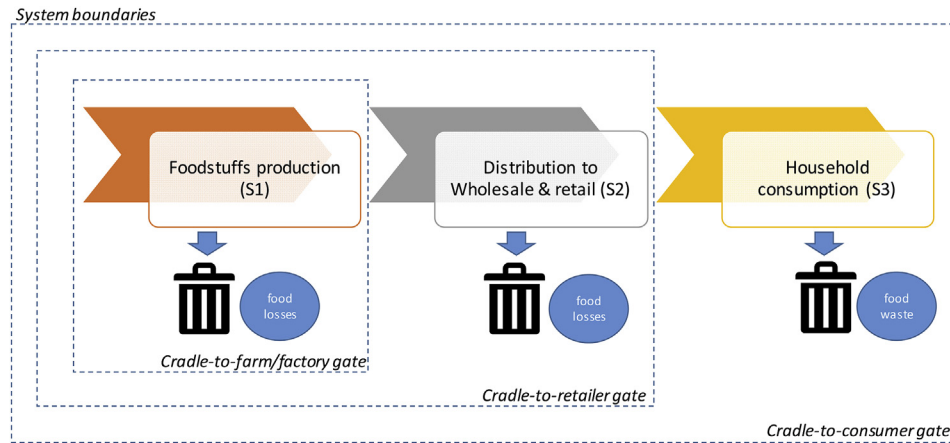 System boundaries
Foodstuffs production
(S1)
Distribution to
Wholesale & retail (S2)
Household
consumption (S3)
food
losses
food
losses
food
waste
Cradle-to-farm/factory gate
Cradle-to-retailer gate
Cradle-to-consumer gate